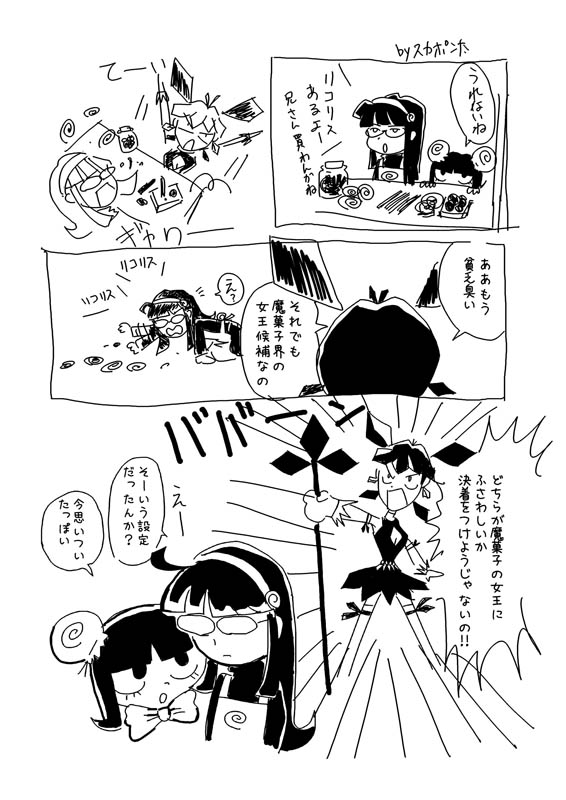 byスカポン太
うれないね
リコリス
あるよー
兄さん買わんかね
てーい
ギャリー
ああもう
貧乏臭い
それでも
魔菓子界の
女王候補なの
え?
リコリス
リコリス
ババーン
どちらが魔菓子の女王に
ふさわしいか
決着をつけようじゃないの!!
えー
そーいう設定
だったんか?
今思いつい
たっぽい